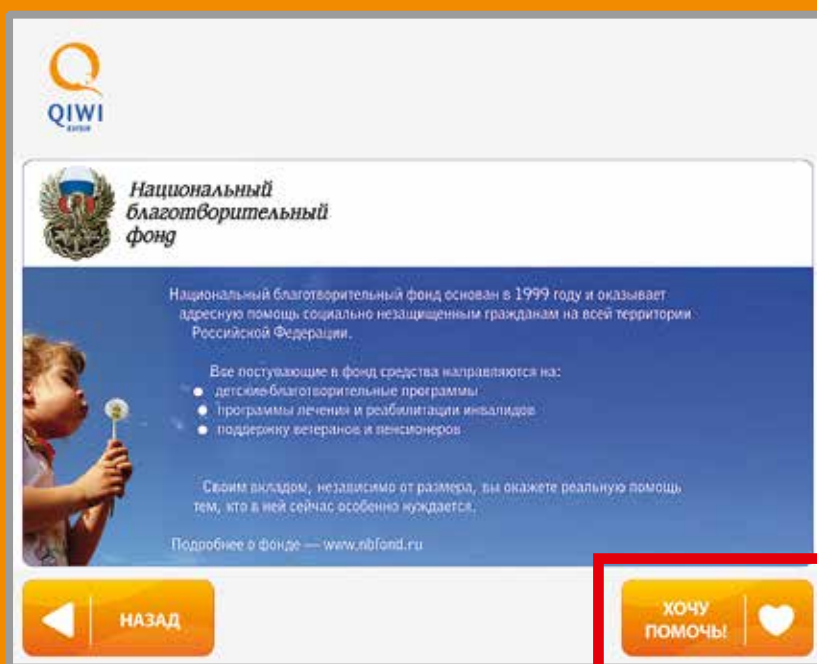 QIWI
Национальный
благотворительный
фонд
Национальный благотворительный фонд основан в 1999 году и оказывает
адресную помощь социально незащищенным гражданам на всей территории
Российской Федерации.
Все поступающие в фонд средства направляются на:
детские благотворительные программы
программы лечения и реабилитации инвалидов
поддержку ветеранов и пенсионеров
Своим вкладом, независимо от размера, вы окажете реальную помощь
тем, кто в ней сейчас особенно нуждается.
Подробнее о фонде — www.nbfond.ru
НАЗАД
ХОЧУ
ПОМОЧЬ!